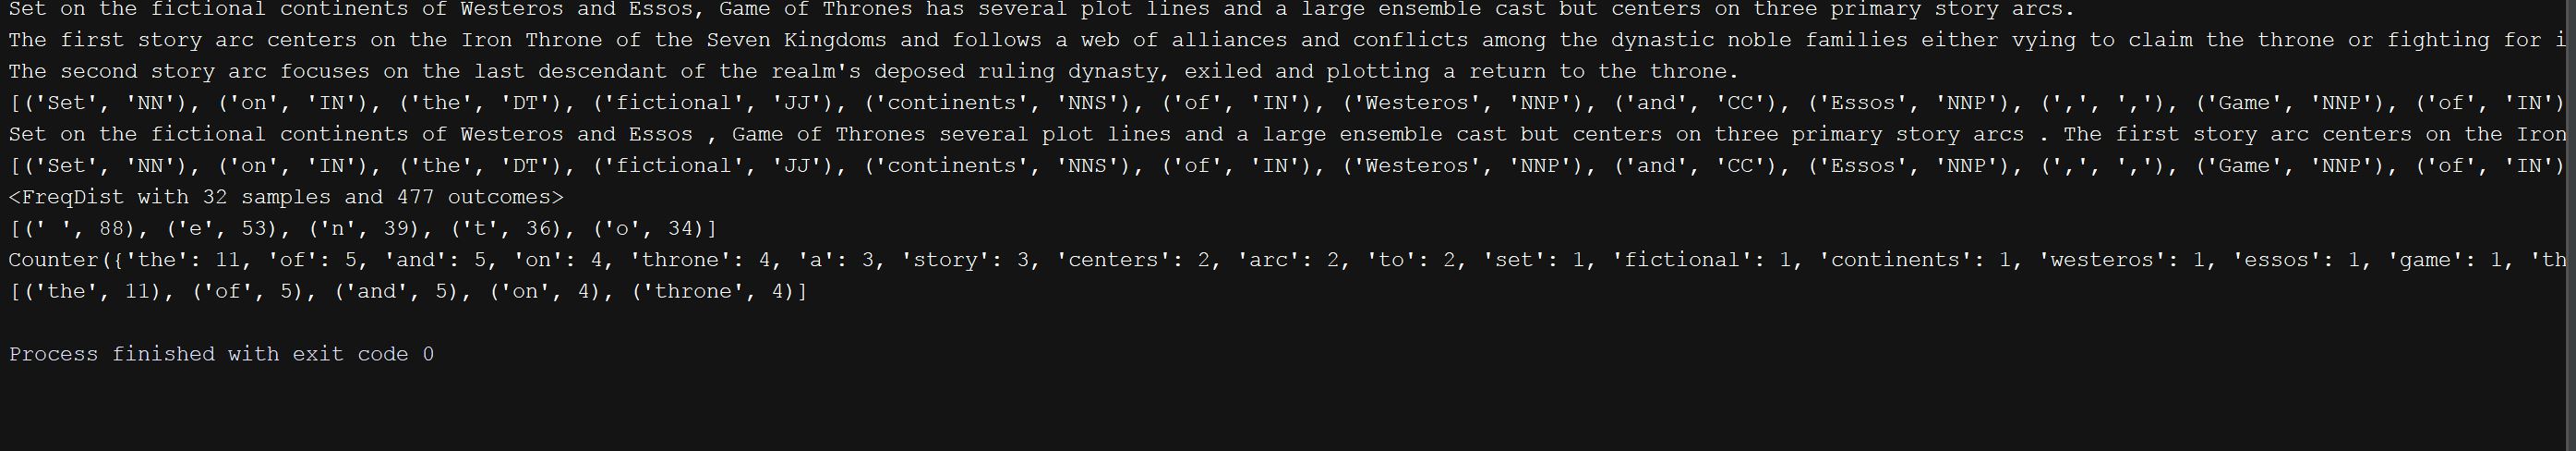 Set on the fictional continents of Westeros and Essos, Game of Thrones has several plot lines and a large ensemble cast but centers on three primary story arcs.
The first story arc centers on the Iron Throne of the Seven Kingdoms and follows a web of alliances and conflicts among the dynastic noble families either vying to claim the throne or fighting for i
The second story arc focuses on the last descendant of the realm's deposed ruling dynasty, exiled and plotting a return to the throne.
[('Set', 'NN'), ('on', 'IN'), ('the', 'DT'), ('fictional', 'JJ'), ('continents', 'NNS'), ('of', 'IN'), ('Westeros', 'NNP'), ('and', 'CC'), ('Essos', 'NNP'), (',', ','), ('Game', 'NNP'), ('of', 'IN')
Set on the fictional continents of Westeros and Essos , Game of Thrones several plot lines and a large ensemble cast but centers on three primary story arcs . The first story arc centers on the Iron
[('Set', 'NN'), ('on', 'IN'), ('the', 'DT'), ('fictional', 'JJ'), ('continents', 'NNS'), ('of', 'IN'), ('Westeros', 'NNP'), ('and', 'CC'), ('Essos', 'NNP'), (',', ','), ('Game', 'NNP'), ('of', 'IN')
<FreqDist with 32 samples and 477 outcomes>
[(' ', 88), ('e', 53), ('n', 39), ('t', 36), ('o', 34)]
Counter({'the': 11, 'of': 5, 'and': 5, 'on': 4, 'throne': 4, 'a': 3, 'story': 3, 'centers': 2, 'arc': 2, 'to': 2, 'set': 1, 'fictional': 1, 'continents': 1, 'westeros': 1, 'essos': 1, 'game': 1, 'th
[('the', 11), ('of', 5), ('and', 5), ('on', 4), ('throne', 4)]
Process finished with exit code 0